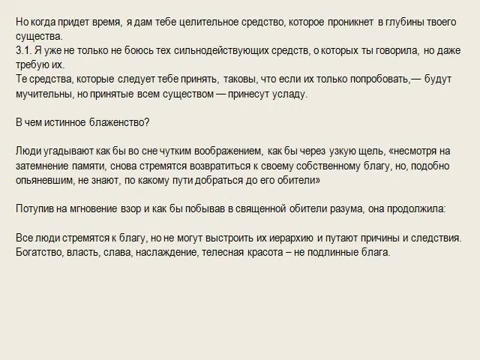 Но когда придет время, я дам тебе целительное средство, которое проникнет в глубины твоего
существа.
3.1. Я уже не только не боюсь тех сильнодействующих средств, о которых ты говорила, но даже
требую их.
Те средства, которые следует тебе принять, таковы, что если их только попробовать,— будут
мучительны, но принятые всем существом — принесут усладу.
В чем истинное блаженство?
Люди угадывают как бы во сне чутким воображением, как бы через узкую щель, «несмотря на
затемнение памяти, снова стремятся возвратиться к своему собственному благу, но, подобно
опьяневшим, не знают, по какому пути добраться до его обители»
Потупив на мгновение взор и как бы побывав в священной обители разума, она продолжила:
Все люди стремятся к благу, но не могут выстроить их иерархию и путают причины и следствия.
Богатство, власть, слава, наслаждение, телесная красота – не подлинные блага.